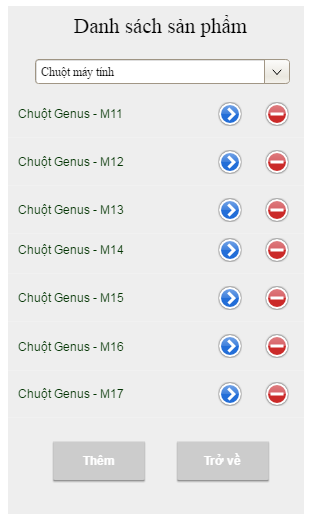 Danh sách sản phẩm
Chuột máy tính
Chuột Genus - M11
Chuột Genus - M12
Chuột Genus - M13
Chuột Genus - M14
Chuột Genus - M15
Chuột Genus - M16
Chuột Genus - M17
Thêm Trở về